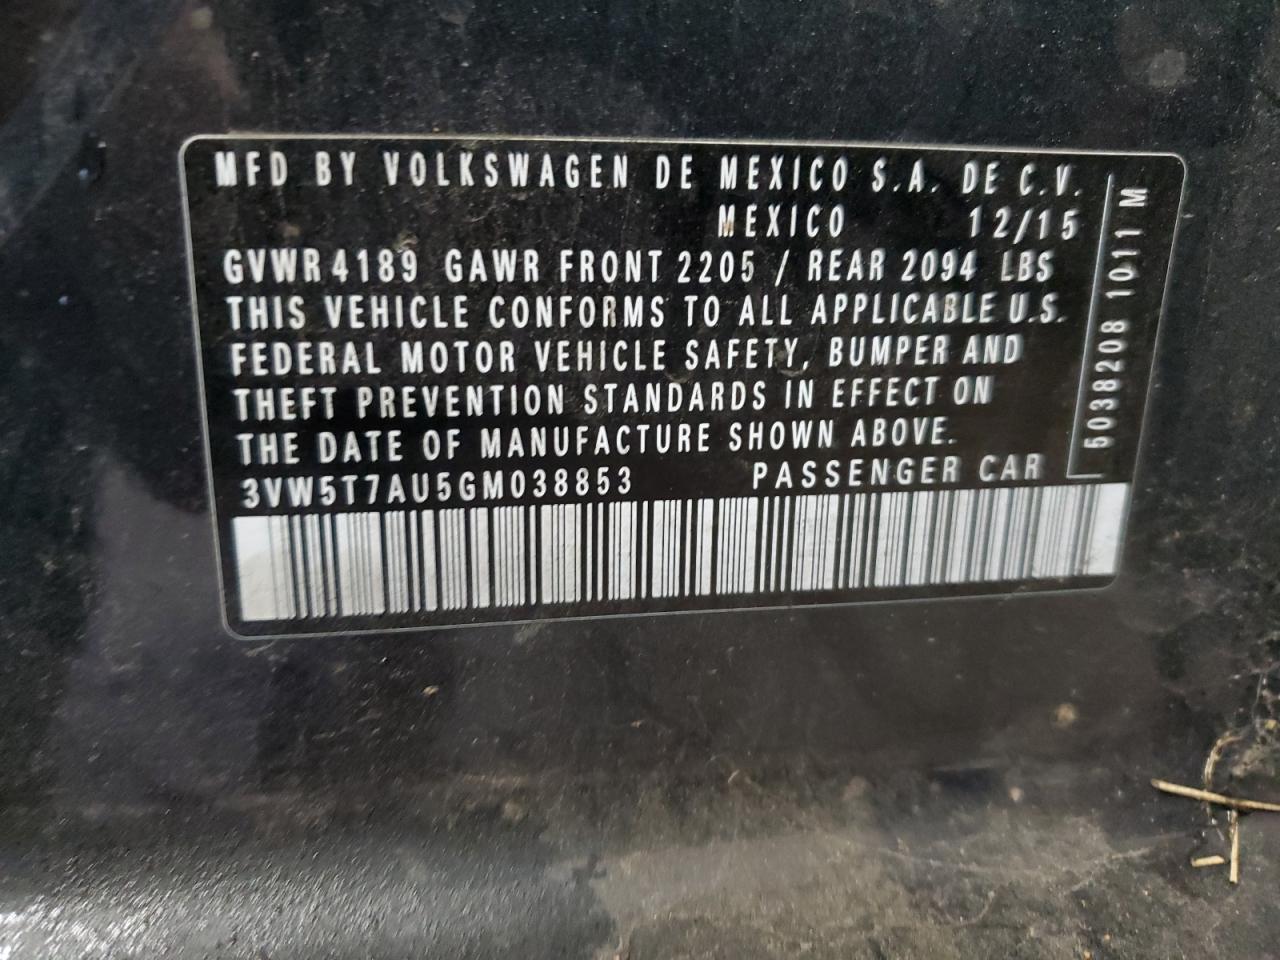 MFD BY VOLKSWAGEN DE MEXICO S.A. DE C.V.
MEXICO 12/15
GVWR 4189 GAWR FRONT 2205 / REAR 2094 LBS
THIS VEHICLE CONFORMS TO ALL APPLICABLE U.S.
FEDERAL MOTOR VEHICLE SAFETY, BUMPER AND
THEFT PREVENTION STANDARDS IN EFFECT ON
THE DATE OF MANUFACTURE SHOWN ABOVE.
3VW5T7AU5GM038853 PASSENGER CAR
5038208 1011 M